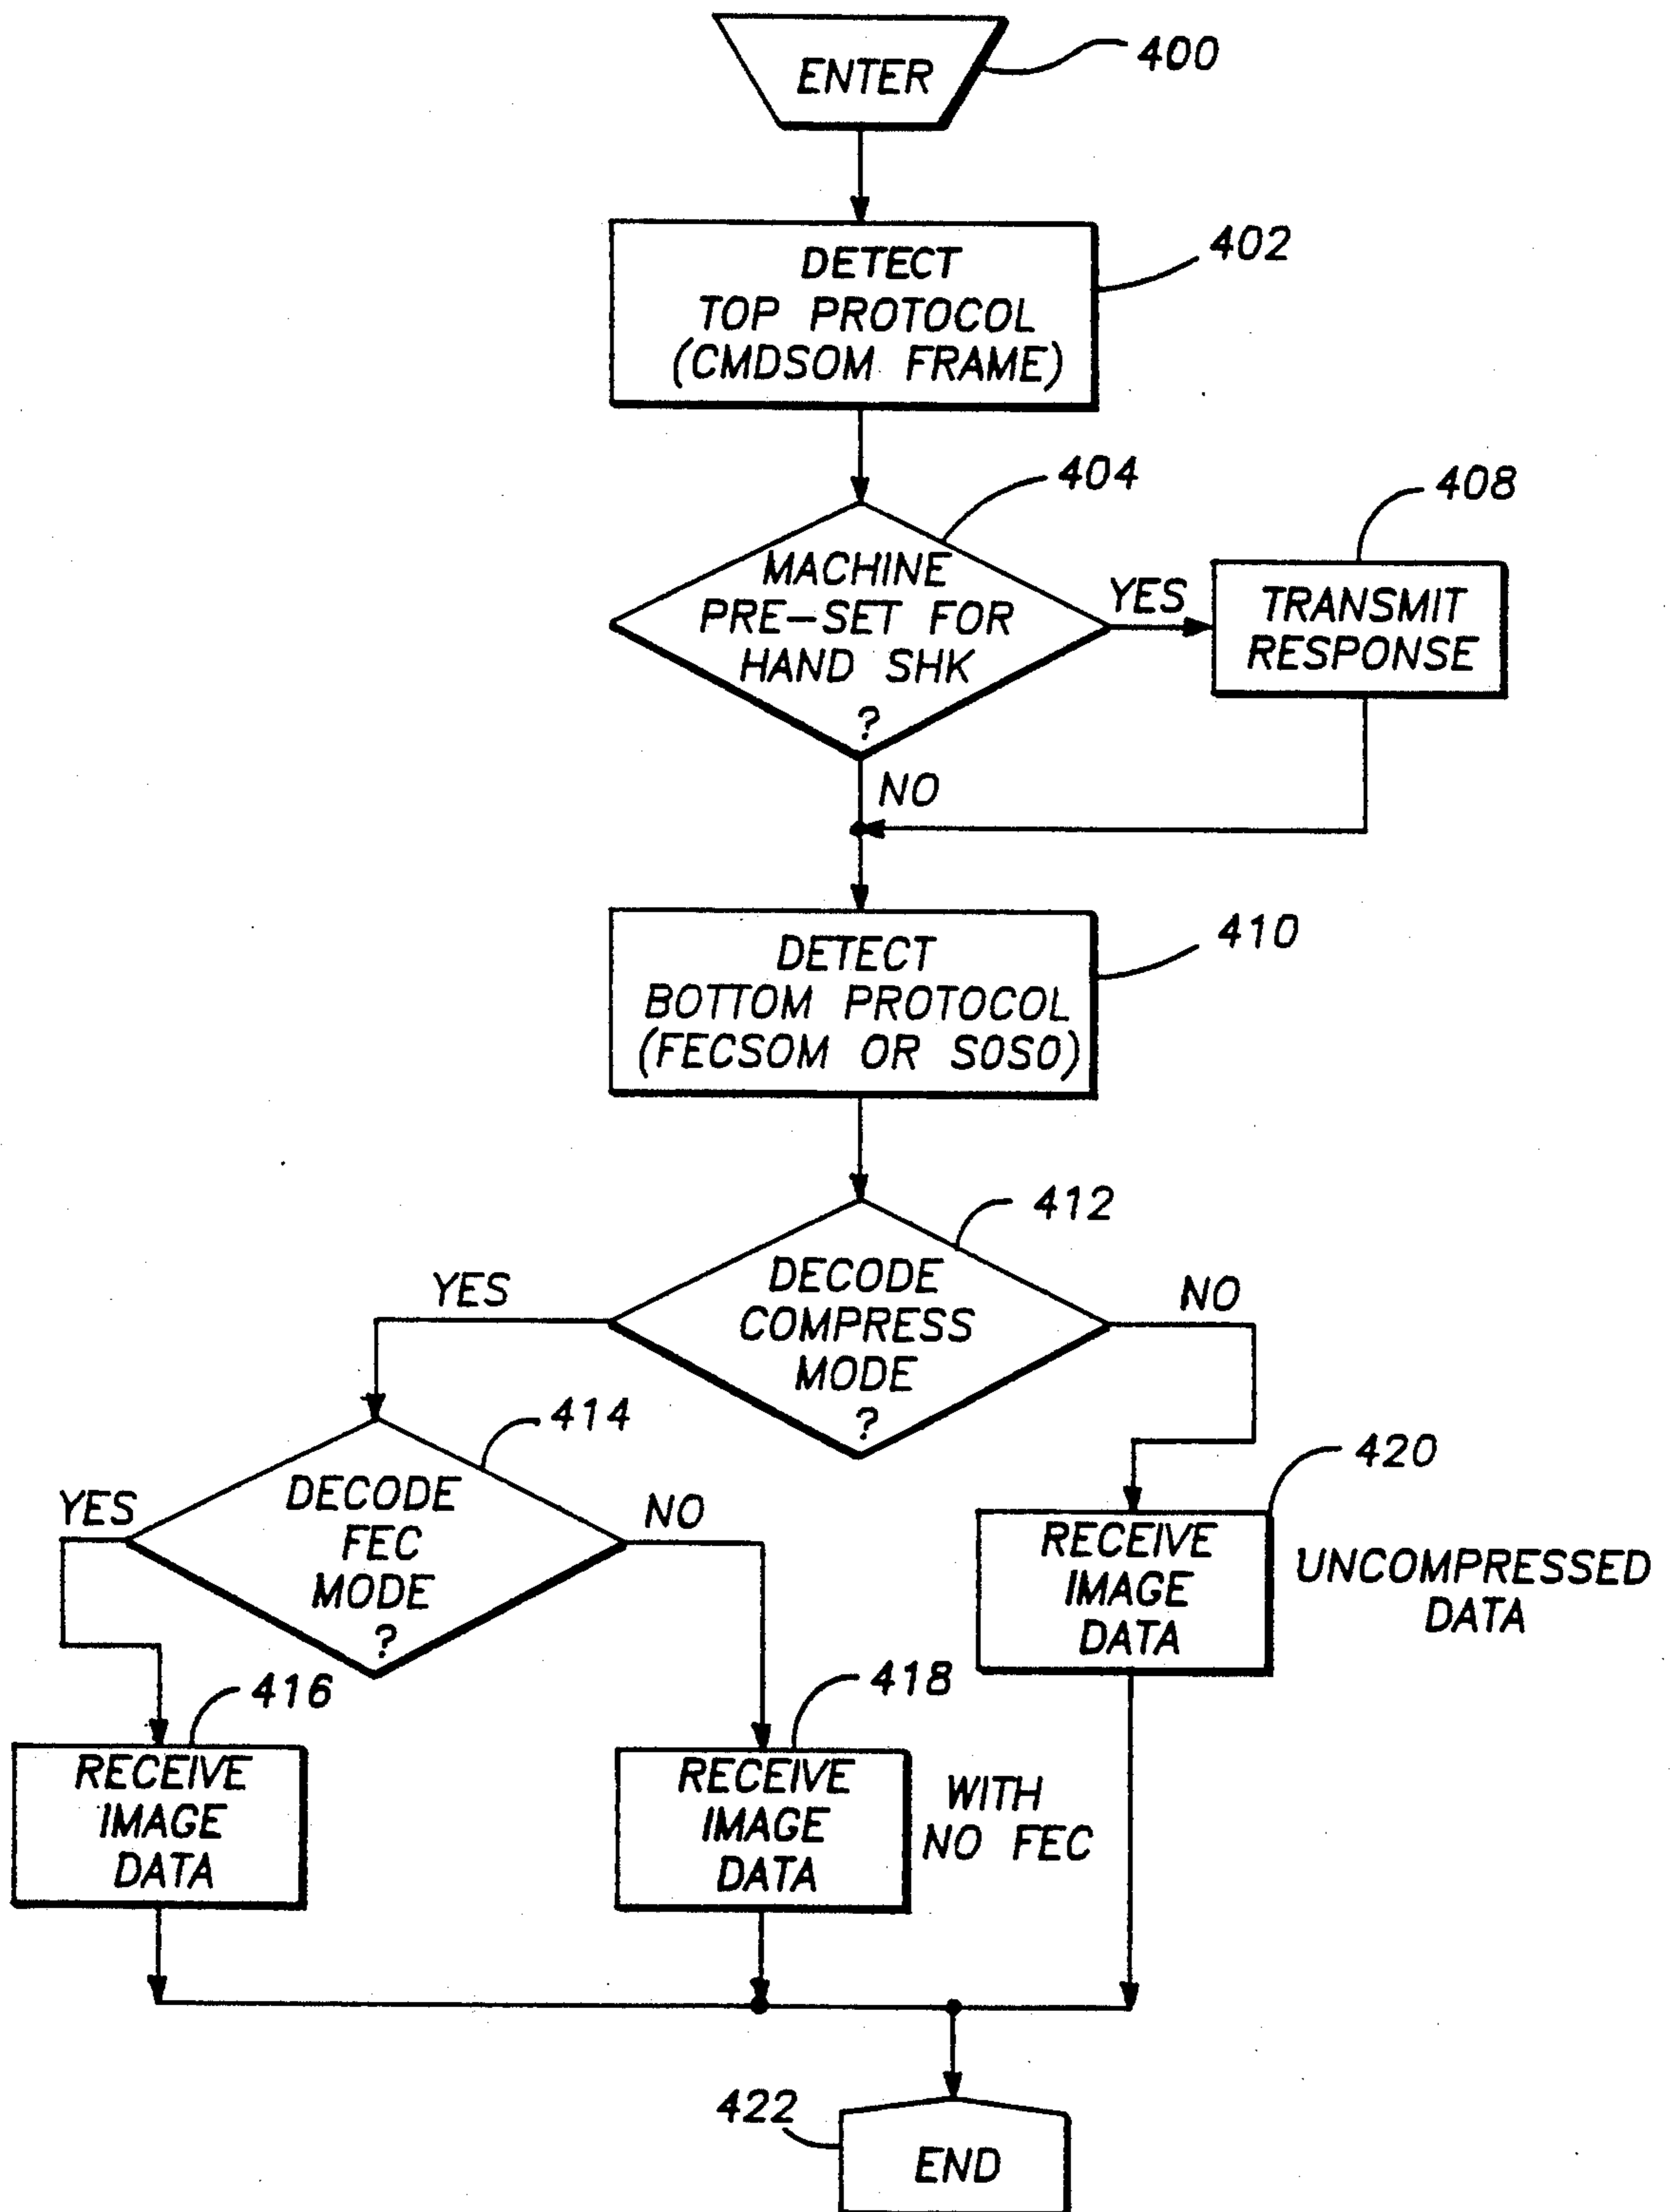 ENTER
400
DETECT
TOP PROTOCOL
(CMDSOM FRAME)
402
404
MACHINE
PRE-SET FOR
HAND SHK
?
YES
408
TRANSMIT
RESPONSE
NO
DETECT
BOTTOM PROTOCOL
(FECSOM OR SOSO)
410
412
DECODE
COMPRESS
MODE
?
YES
NO
414
DECODE
FEC
MODE
?
YES
NO
420
RECEIVE
IMAGE
DATA
UNCOMPRESSED
DATA
416
RECEIVE
IMAGE
DATA
418
RECEIVE
IMAGE
DATA
WITH
NO FEC
422
END